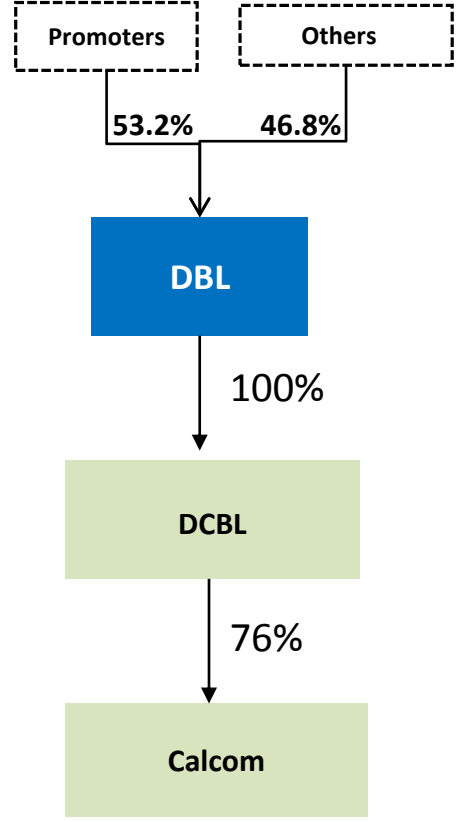 Promoters
Others
53.2%
46.8%
DBL
100%
DCBL
76%
Calcom